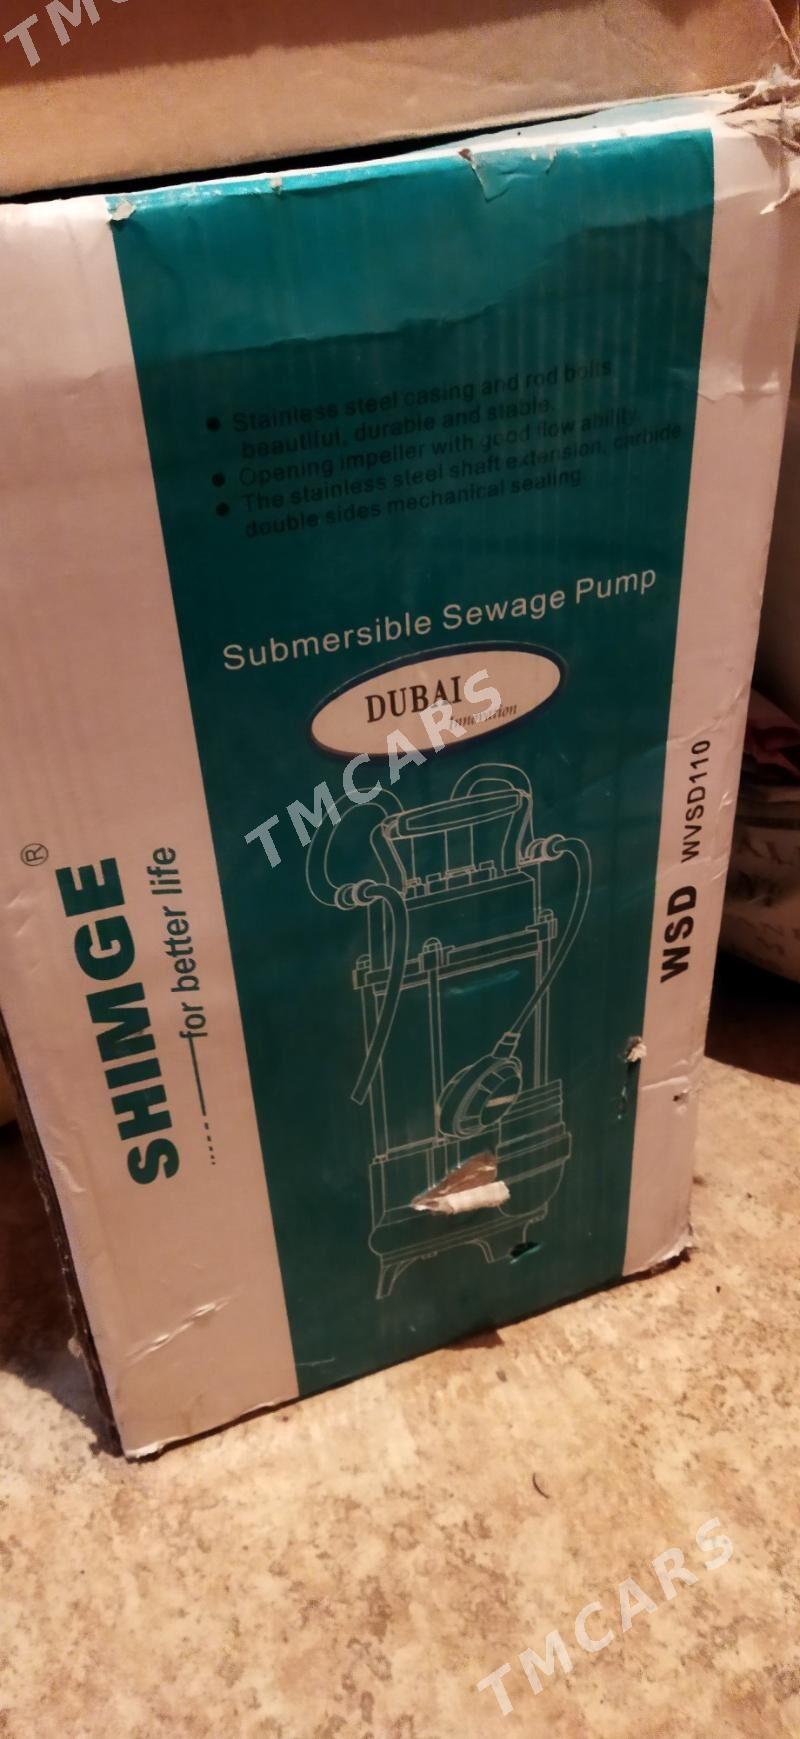 TMCARS
• Stainless steel casing and rod bolts
beautiful, durable and stable.
• Opening impeller with good flow ability.
• The stainless steel shaft extension, carbide
double sides mechanical sealing.
Submersible Sewage Pump
DUBAI
Innovation
TMCARS
SHIMGE®
for better life
WSD WVSD110
TMCARS